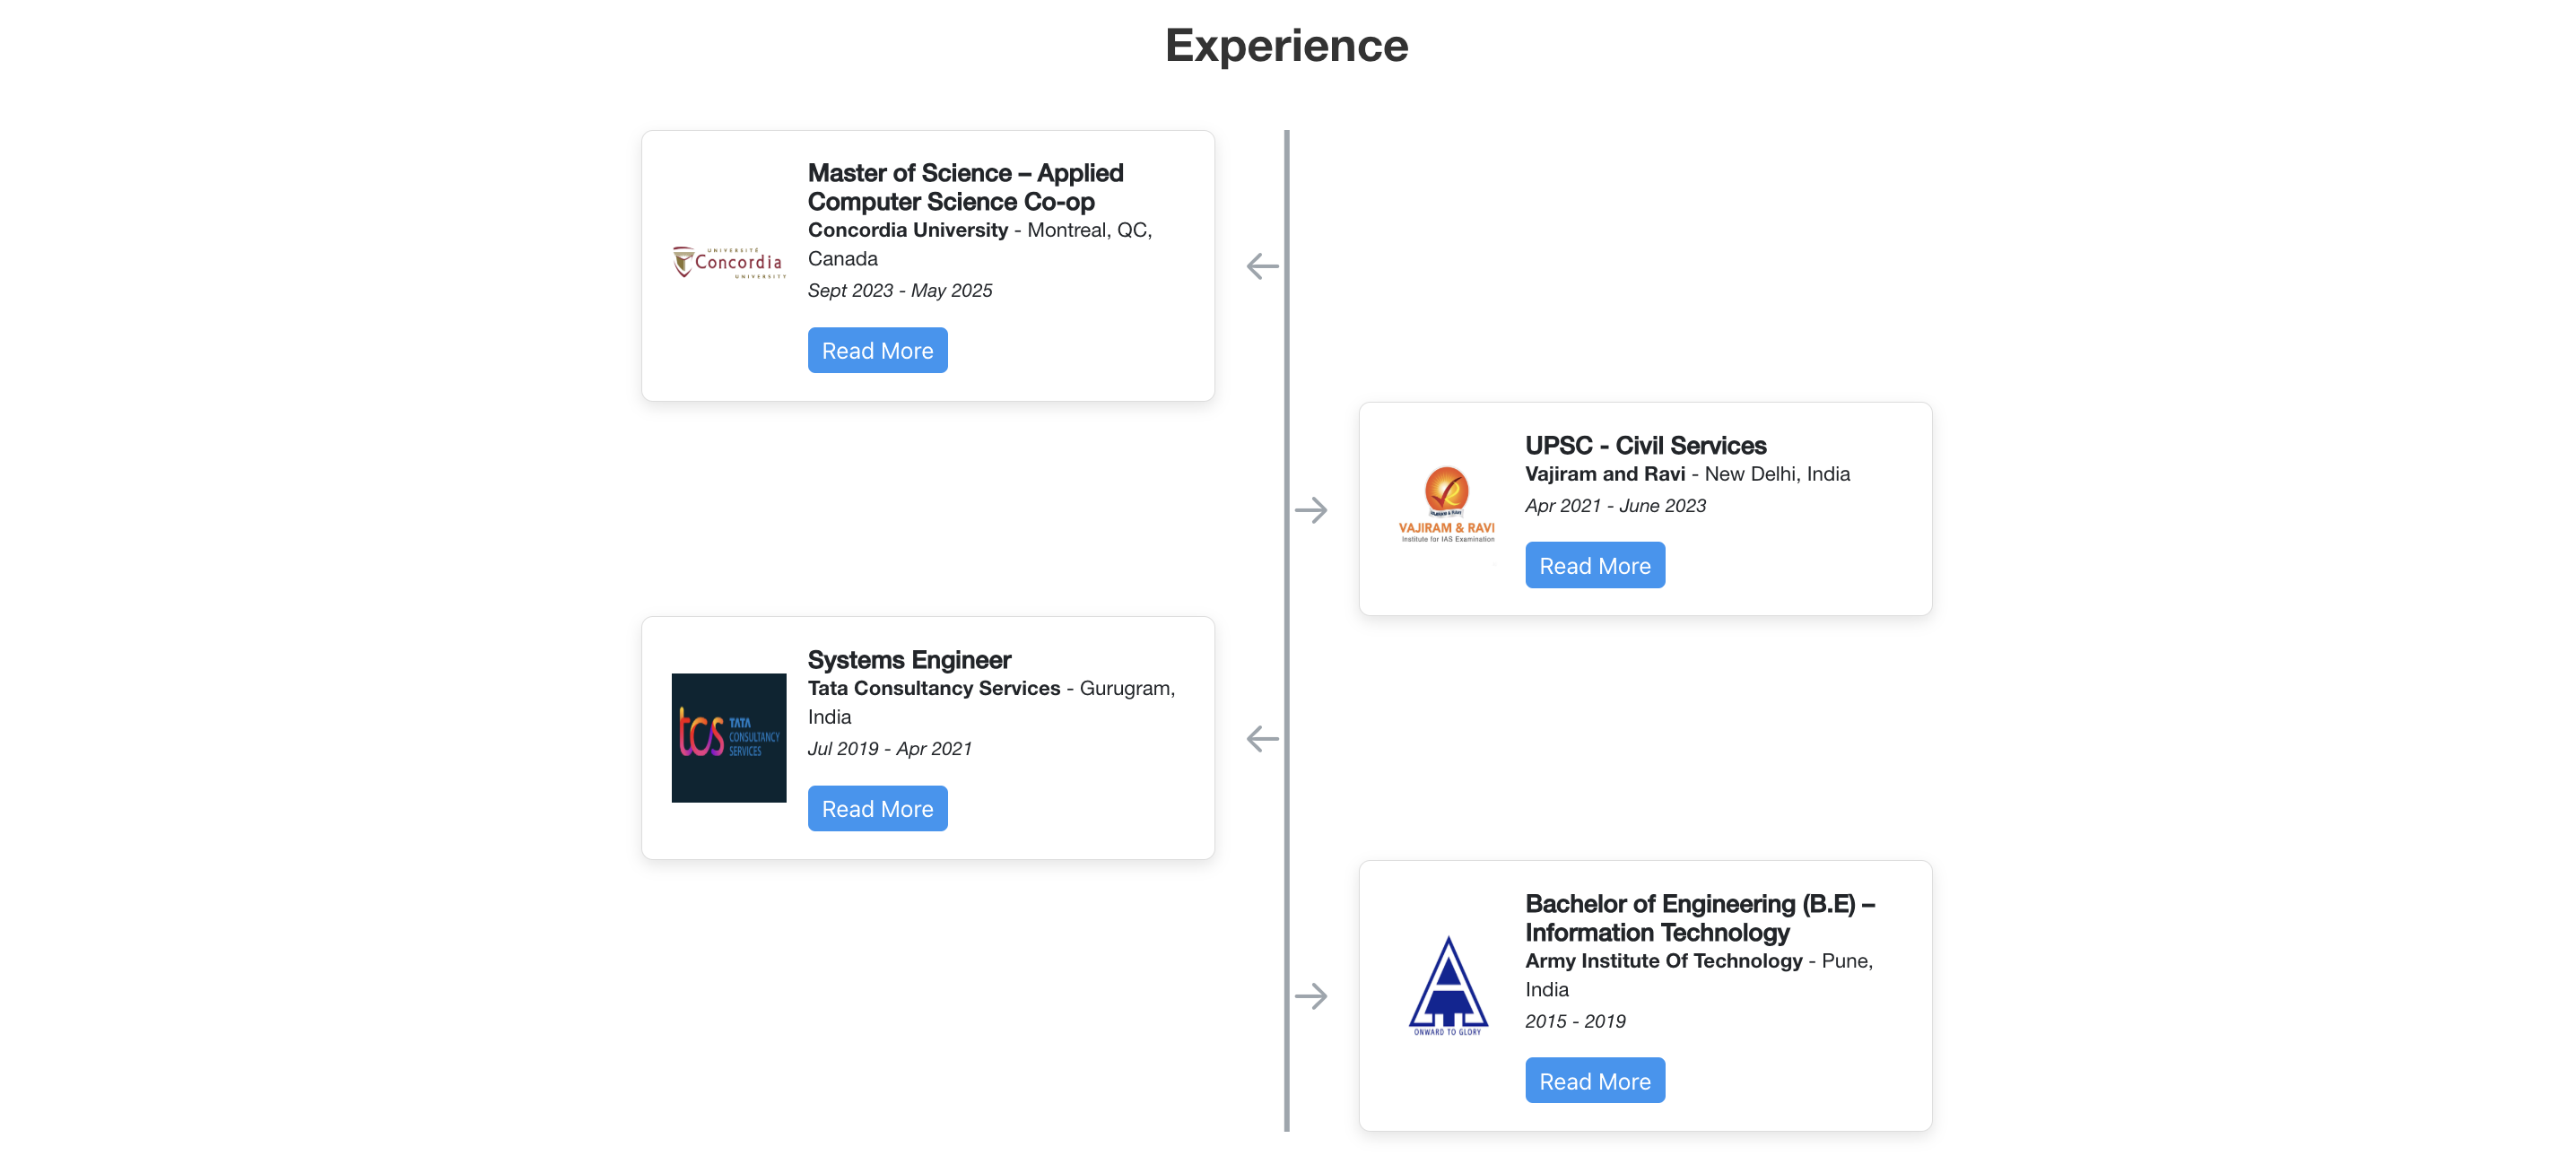 Experience
UNIVERSITÉ
Concordia
UNIVERSITY
Master of Science – Applied
Computer Science Co-op
Concordia University - Montreal, QC,
Canada
Sept 2023 - May 2025
Read More
VAJIRAM & RAVI
Institute for IAS Examination
UPSC - Civil Services
Vajiram and Ravi - New Delhi, India
Apr 2021 - June 2023
Read More
tcs TATA
CONSULTANCY
SERVICES
Systems Engineer
Tata Consultancy Services - Gurugram,
India
Jul 2019 - Apr 2021
Read More
ONWARD TO GLORY
Bachelor of Engineering (B.E) –
Information Technology
Army Institute Of Technology - Pune,
India
2015 - 2019
Read More